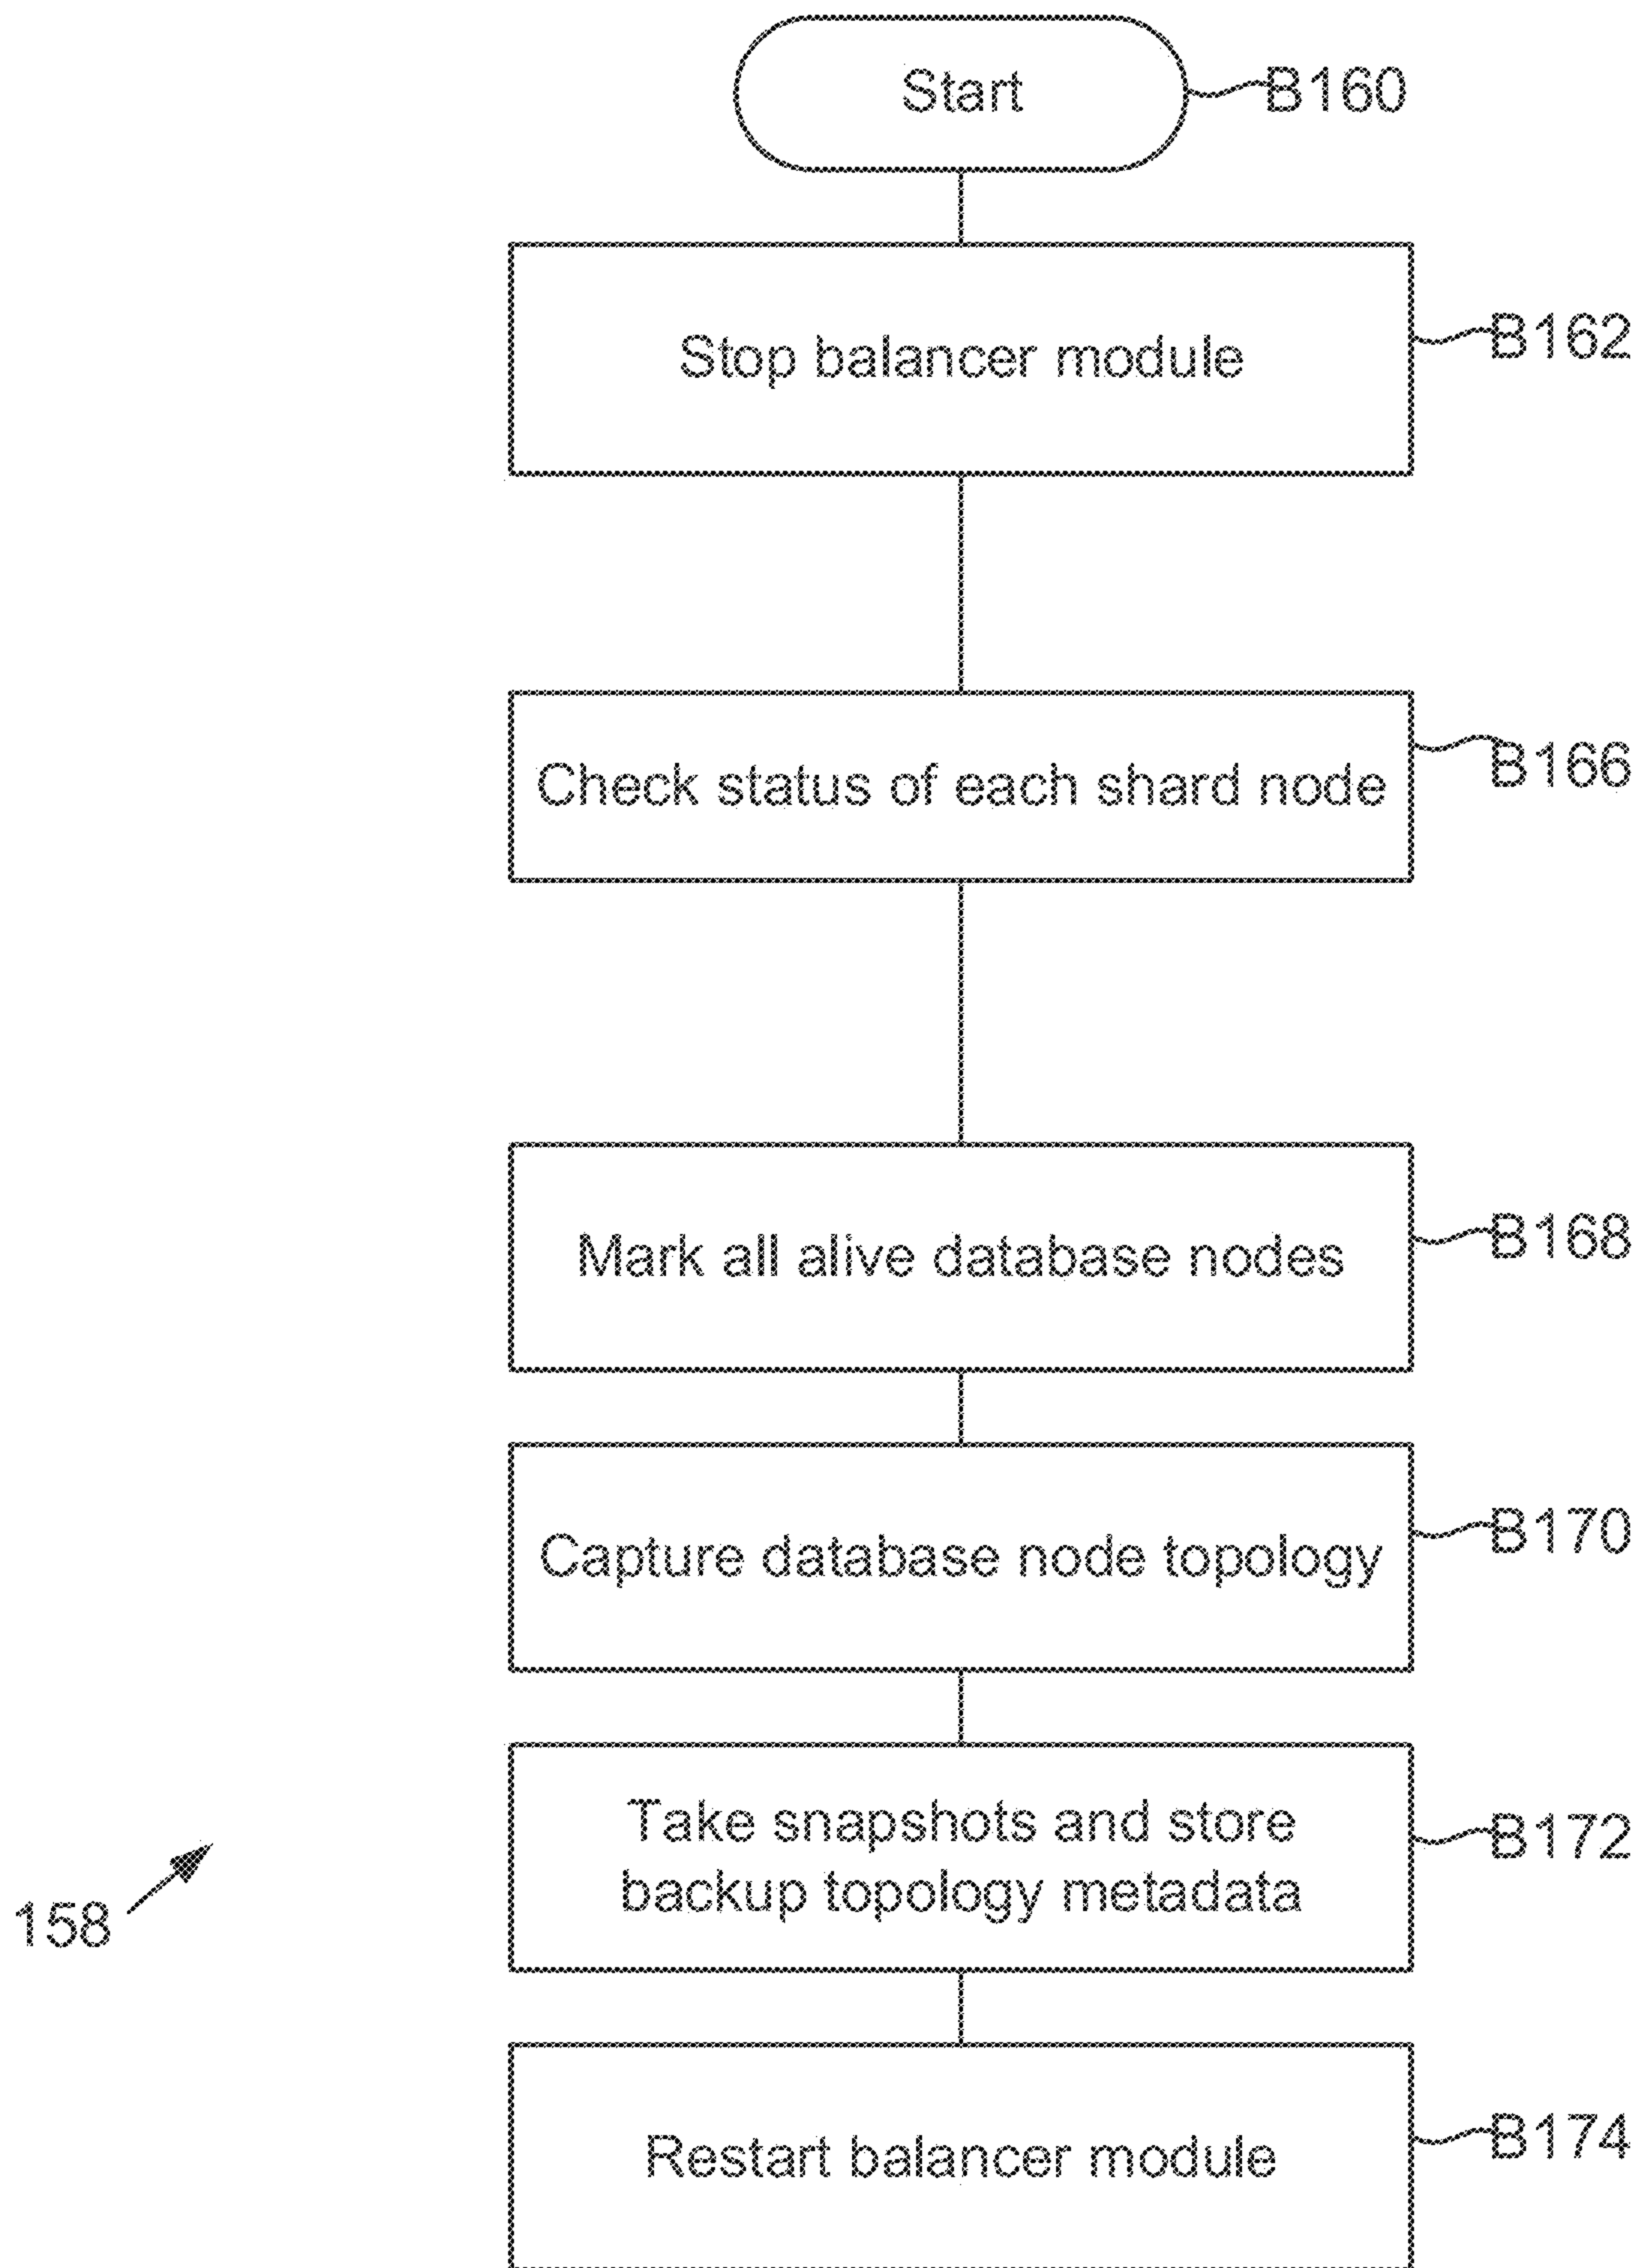 Start
B160
Stop balancer module
B162
Check status of each shard node
B166
Mark all alive database nodes
B168
Capture database node topology
B170
Take snapshots and store
backup topology metadata
B172
158
Restart balancer module
B174